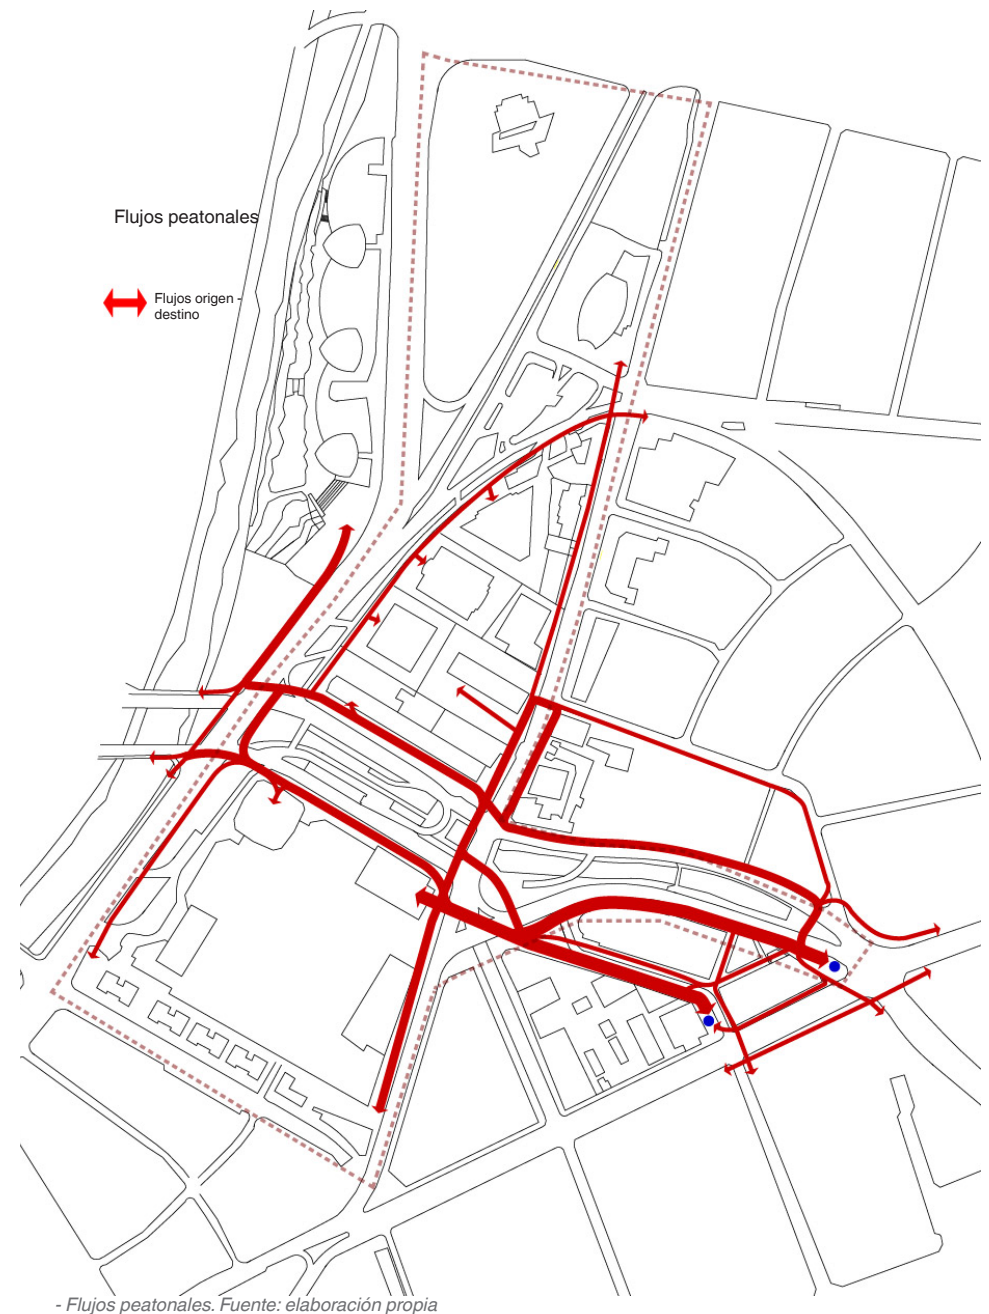 Flujos peatonales
Flujos origen -
destino
- Flujos peatonales. Fuente: elaboración propia